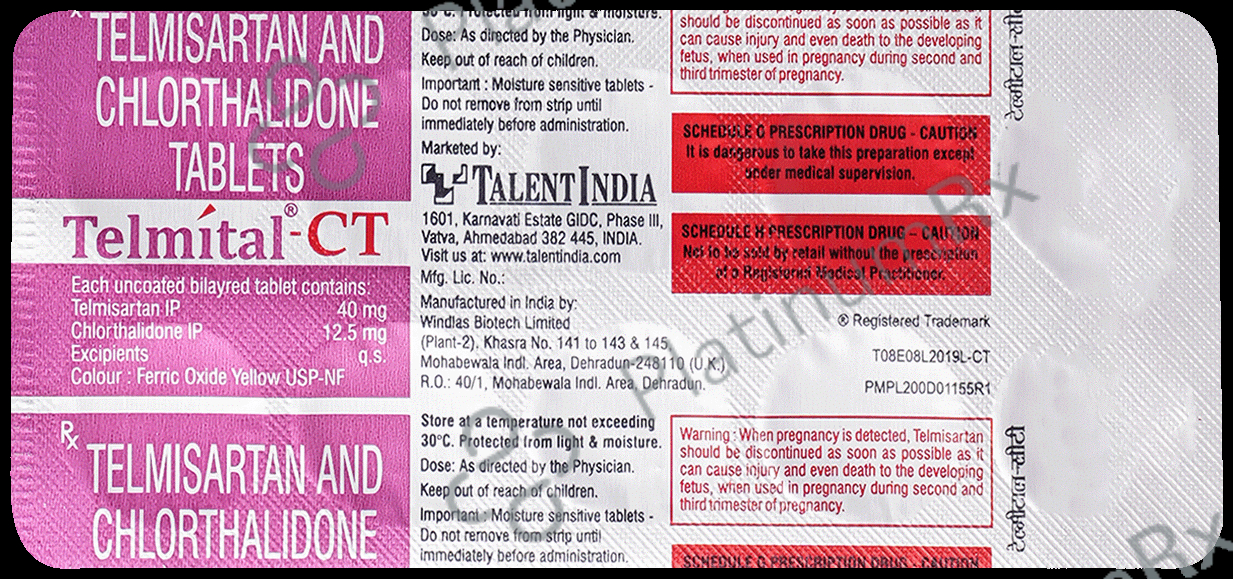 TELMISARTAN AND
CHLORTHALIDONE
TABLETS
Telmital®-CT
Each uncoated bilayred tablet contains:
Telmisartan IP 40 mg
Chlorthalidone IP 12.5 mg
Excipients q.s.
Colour : Ferric Oxide Yellow USP-NF
Rx
TELMISARTAN AND
CHLORTHALIDONE
30°C. Protected from light & moisture.
Dose: As directed by the Physician.
Keep out of reach of children.
Important : Moisture sensitive tablets -
Do not remove from strip until
immediately before administration.
Marketed by:
TALENT INDIA
1601, Karnavati Estate GIDC, Phase III,
Vatva, Ahmedabad 382 445, INDIA.
Visit us at: www.talentindia.com
Mfg. Lic. No.:
Manufactured in India by:
Windlas Biotech Limited
(Plant-2), Khasra No. 141 to 143 & 145,
Mohabewala Indl. Area, Dehradun-248110 (U.K.)
R.O.: 40/1, Mohabewala Indl. Area, Dehradun.
Store at a temperature not exceeding
30°C. Protected from light & moisture.
Dose: As directed by the Physician.
Keep out of reach of children.
Important : Moisture sensitive tablets -
Do not remove from strip until
immediately before administration.
should be discontinued as soon as possible as it
can cause injury and even death to the developing
fetus, when used in pregnancy during second and
third trimester of pregnancy.
SCHEDULE G PRESCRIPTION DRUG - CAUTION
It is dangerous to take this preparation except
under medical supervision.
SCHEDULE H PRESCRIPTION DRUG - CAUTION
Not to be sold by retail without the prescription
of a Registered Medical Practitioner.
® Registered Trademark
T08E08L2019L-CT
PMPL200D01155R1
Warning : When pregnancy is detected, Telmisartan
should be discontinued as soon as possible as it
can cause injury and even death to the developing
fetus, when used in pregnancy during second and
third trimester of pregnancy.
SCHEDULE G PRESCRIPTION DRUG - CAUTION
टेल्मीटाल-सीटी
PlatinumRx